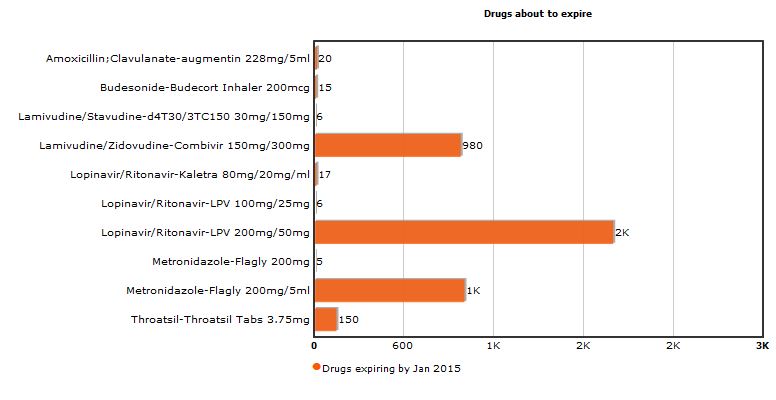 Drugs about to expire
Amoxicillin;Clavulanate-augmentin 228mg/5ml 20
Budesonide-Budecort Inhaler 200mcg 15
Lamivudine/Stavudine-d4T30/3TC150 30mg/150mg 6
Lamivudine/Zidovudine-Combivir 150mg/300mg 980
Lopinavir/Ritonavir-Kaletra 80mg/20mg/ml 17
Lopinavir/Ritonavir-LPV 100mg/25mg 6
Lopinavir/Ritonavir-LPV 200mg/50mg 2K
Metronidazole-Flagly 200mg 5
Metronidazole-Flagly 200mg/5ml 1K
Throatsil-Throatsil Tabs 3.75mg 150
0 600 1K 2K 2K 3K
Drugs expiring by Jan 2015